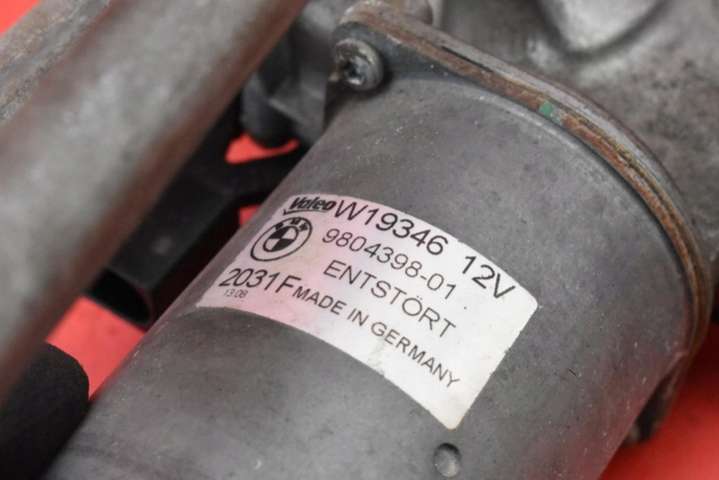 Valeo W19346 12V
9804398-01
ENTSTÖRT
2031F MADE IN GERMANY
13:08